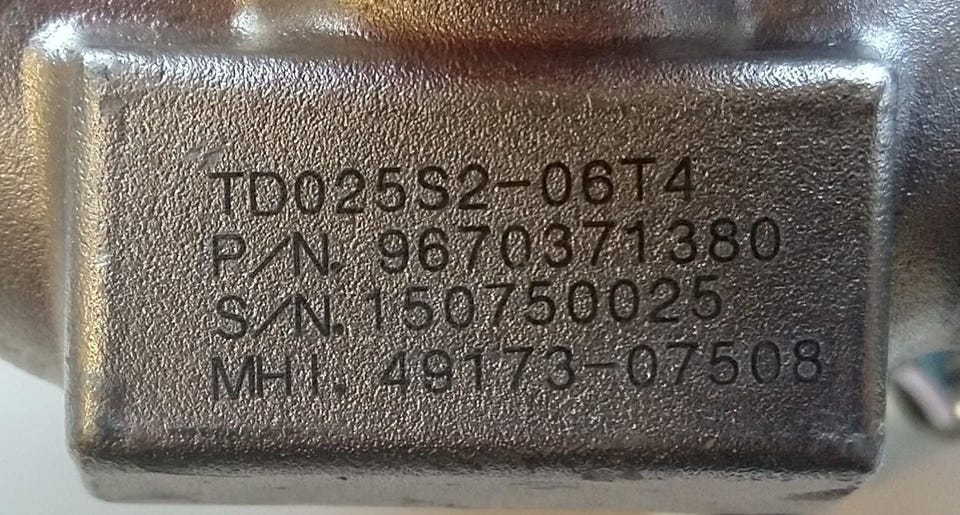 TD025S2-06T4
P/N. 9670371380
S/N. 150750025
MHI. 49173-07508